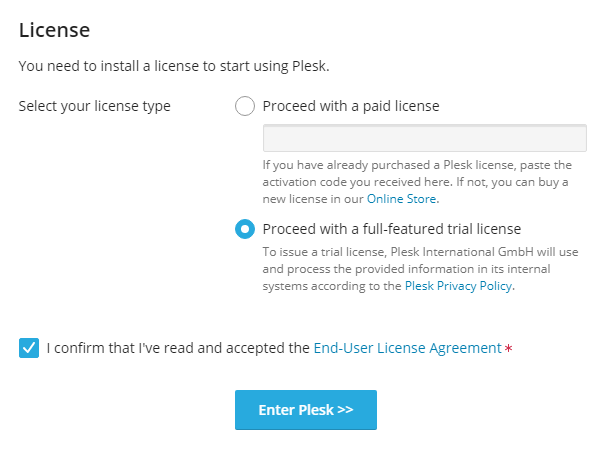 License
You need to install a license to start using Plesk.
Select your license type
Proceed with a paid license
If you have already purchased a Plesk license, paste the
activation code you received here. If not, you can buy a
new license in our Online Store.
Proceed with a full-featured trial license
To issue a trial license, Plesk International GmbH will use
and process the provided information in its internal
systems according to the Plesk Privacy Policy.
I confirm that I've read and accepted the End-User License Agreement *
Enter Plesk >>